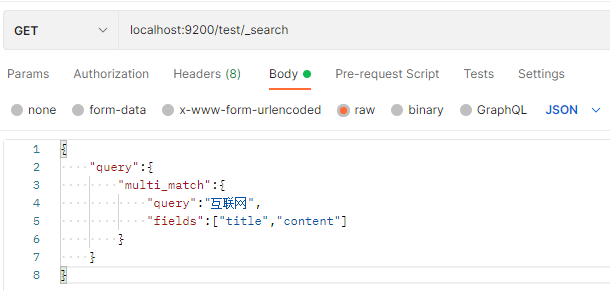 GET localhost:9200/test/_search
Params Authorization Headers (8) Body Pre-request Script Tests Settings
none form-data x-www-form-urlencoded raw binary GraphQL JSON
1 {
2 "query":{
3 "multi_match":{
4 "query":"互联网",
5 "fields":["title","content"]
6 }
7 }
8 }